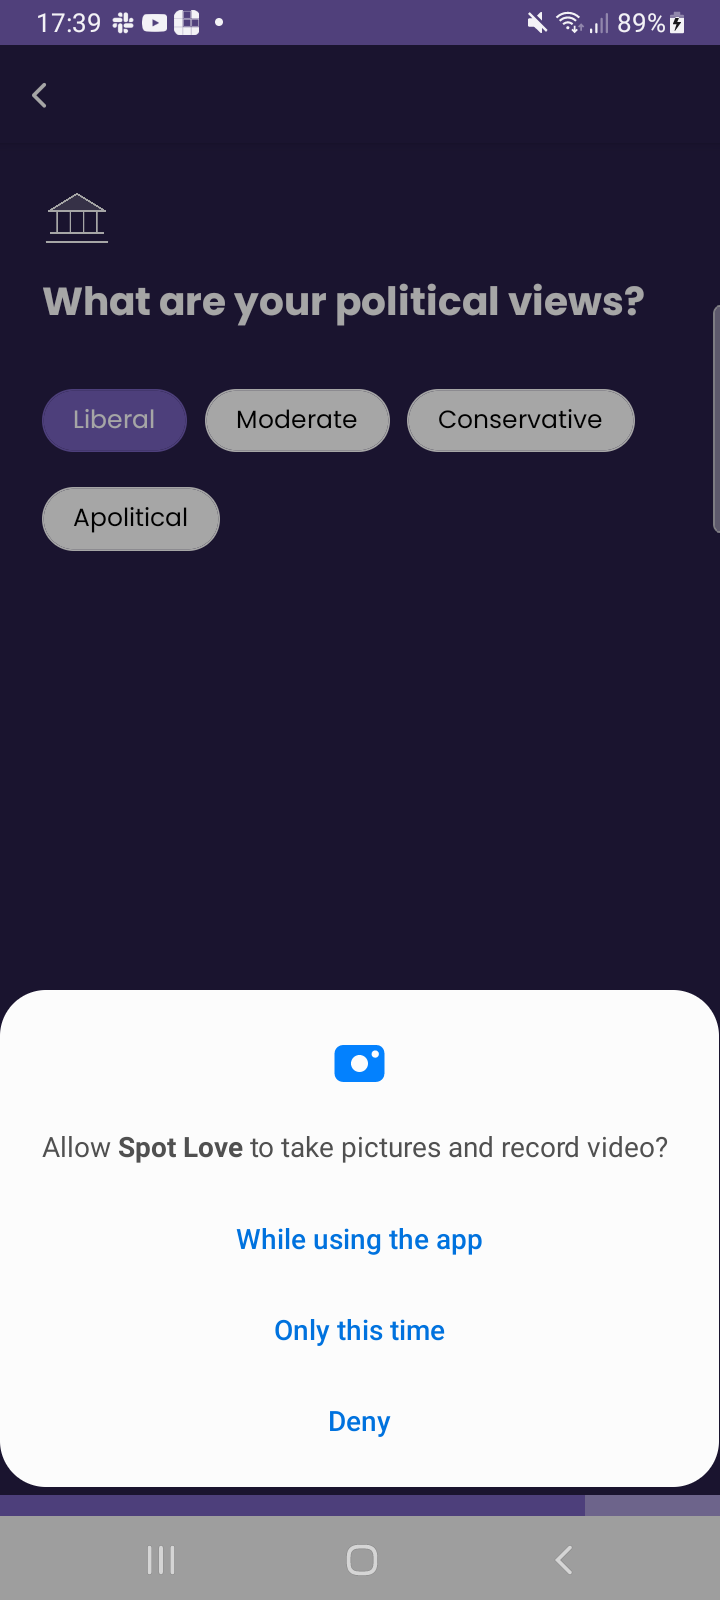 17:39
89%
What are your political views?
Liberal
Moderate
Conservative
Apolitical
Allow Spot Love to take pictures and record video?
While using the app
Only this time
Deny